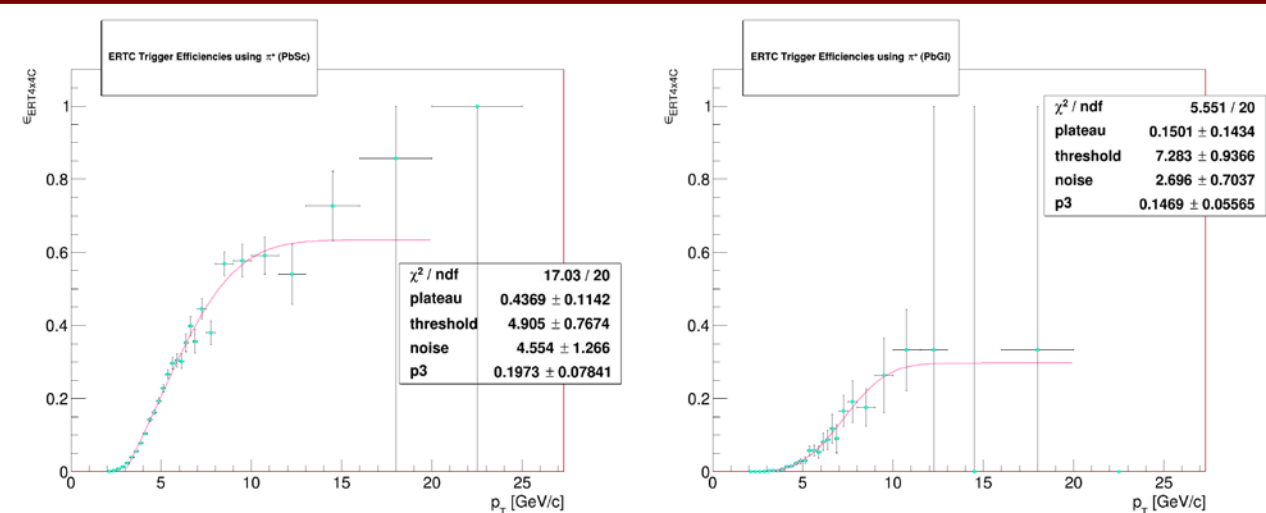 ERTC Trigger Efficiencies using π⁺ (PbSc)
ϵERT4x4C
1
0.8
0.6
0.4
0.2
0
0 5 10 15 20 25
p_T [GeV/c]
χ² / ndf 17.03 / 20
plateau 0.4369 ± 0.1142
threshold 4.905 ± 0.7674
noise 4.554 ± 1.266
p3 0.1973 ± 0.07841
ERTC Trigger Efficiencies using π⁺ (PbGl)
ϵERT4x4C
1
0.8
0.6
0.4
0.2
0
0 5 10 15 20 25
p_T [GeV/c]
χ² / ndf 5.551 / 20
plateau 0.1501 ± 0.1434
threshold 7.283 ± 0.9366
noise 2.696 ± 0.7037
p3 0.1469 ± 0.05565